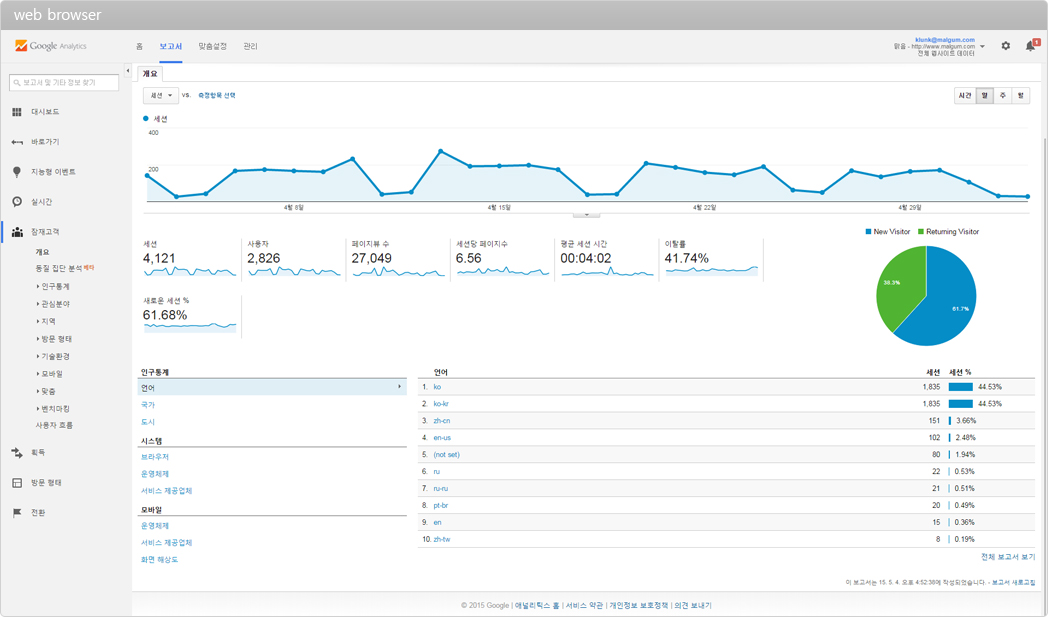 web browser
Google Analytics
홈 보고서 맞춤설정 관리
klunk@malgum.com
맑음 - http://www.malgum.com
전체 웹사이트 데이터
1
보고서 및 기타 정보 찾기
대시보드
바로가기
지능형 이벤트
실시간
잠재고객
개요
동질 집단 분석 베타
인구통계
관심분야
지역
방문 형태
기술환경
모바일
맞춤
벤치마킹
사용자 흐름
획득
방문 형태
전환
개요
세션 vs. 측정항목 선택
시간 일 주 월
세션
400
200
4월 8일 4월 15일 4월 22일 4월 29일
세션
4,121
사용자
2,826
페이지뷰 수
27,049
세션당 페이지수
6.56
평균 세션 시간
00:04:02
이탈률
41.74%
새로운 세션 %
61.68%
New Visitor Returning Visitor
38.3%
61.7%
인구통계
언어
국가
도시
시스템
브라우저
운영체제
서비스 제공업체
모바일
운영체제
서비스 제공업체
화면 해상도
언어 세션 세션 %
1. ko 1,835 44.53%
2. ko-kr 1,835 44.53%
3. zh-cn 151 3.66%
4. en-us 102 2.48%
5. (not set) 80 1.94%
6. ru 22 0.53%
7. ru-ru 21 0.51%
8. pt-br 20 0.49%
9. en 15 0.36%
10. zh-tw 8 0.19%
전체 보고서 보기
이 보고서는 15. 5. 4. 오후 4:52:38에 작성되었습니다. - 보고서 새로고침
© 2015 Google | 애널리틱스 홈 | 서비스 약관 | 개인정보 보호정책 | 의견 보내기